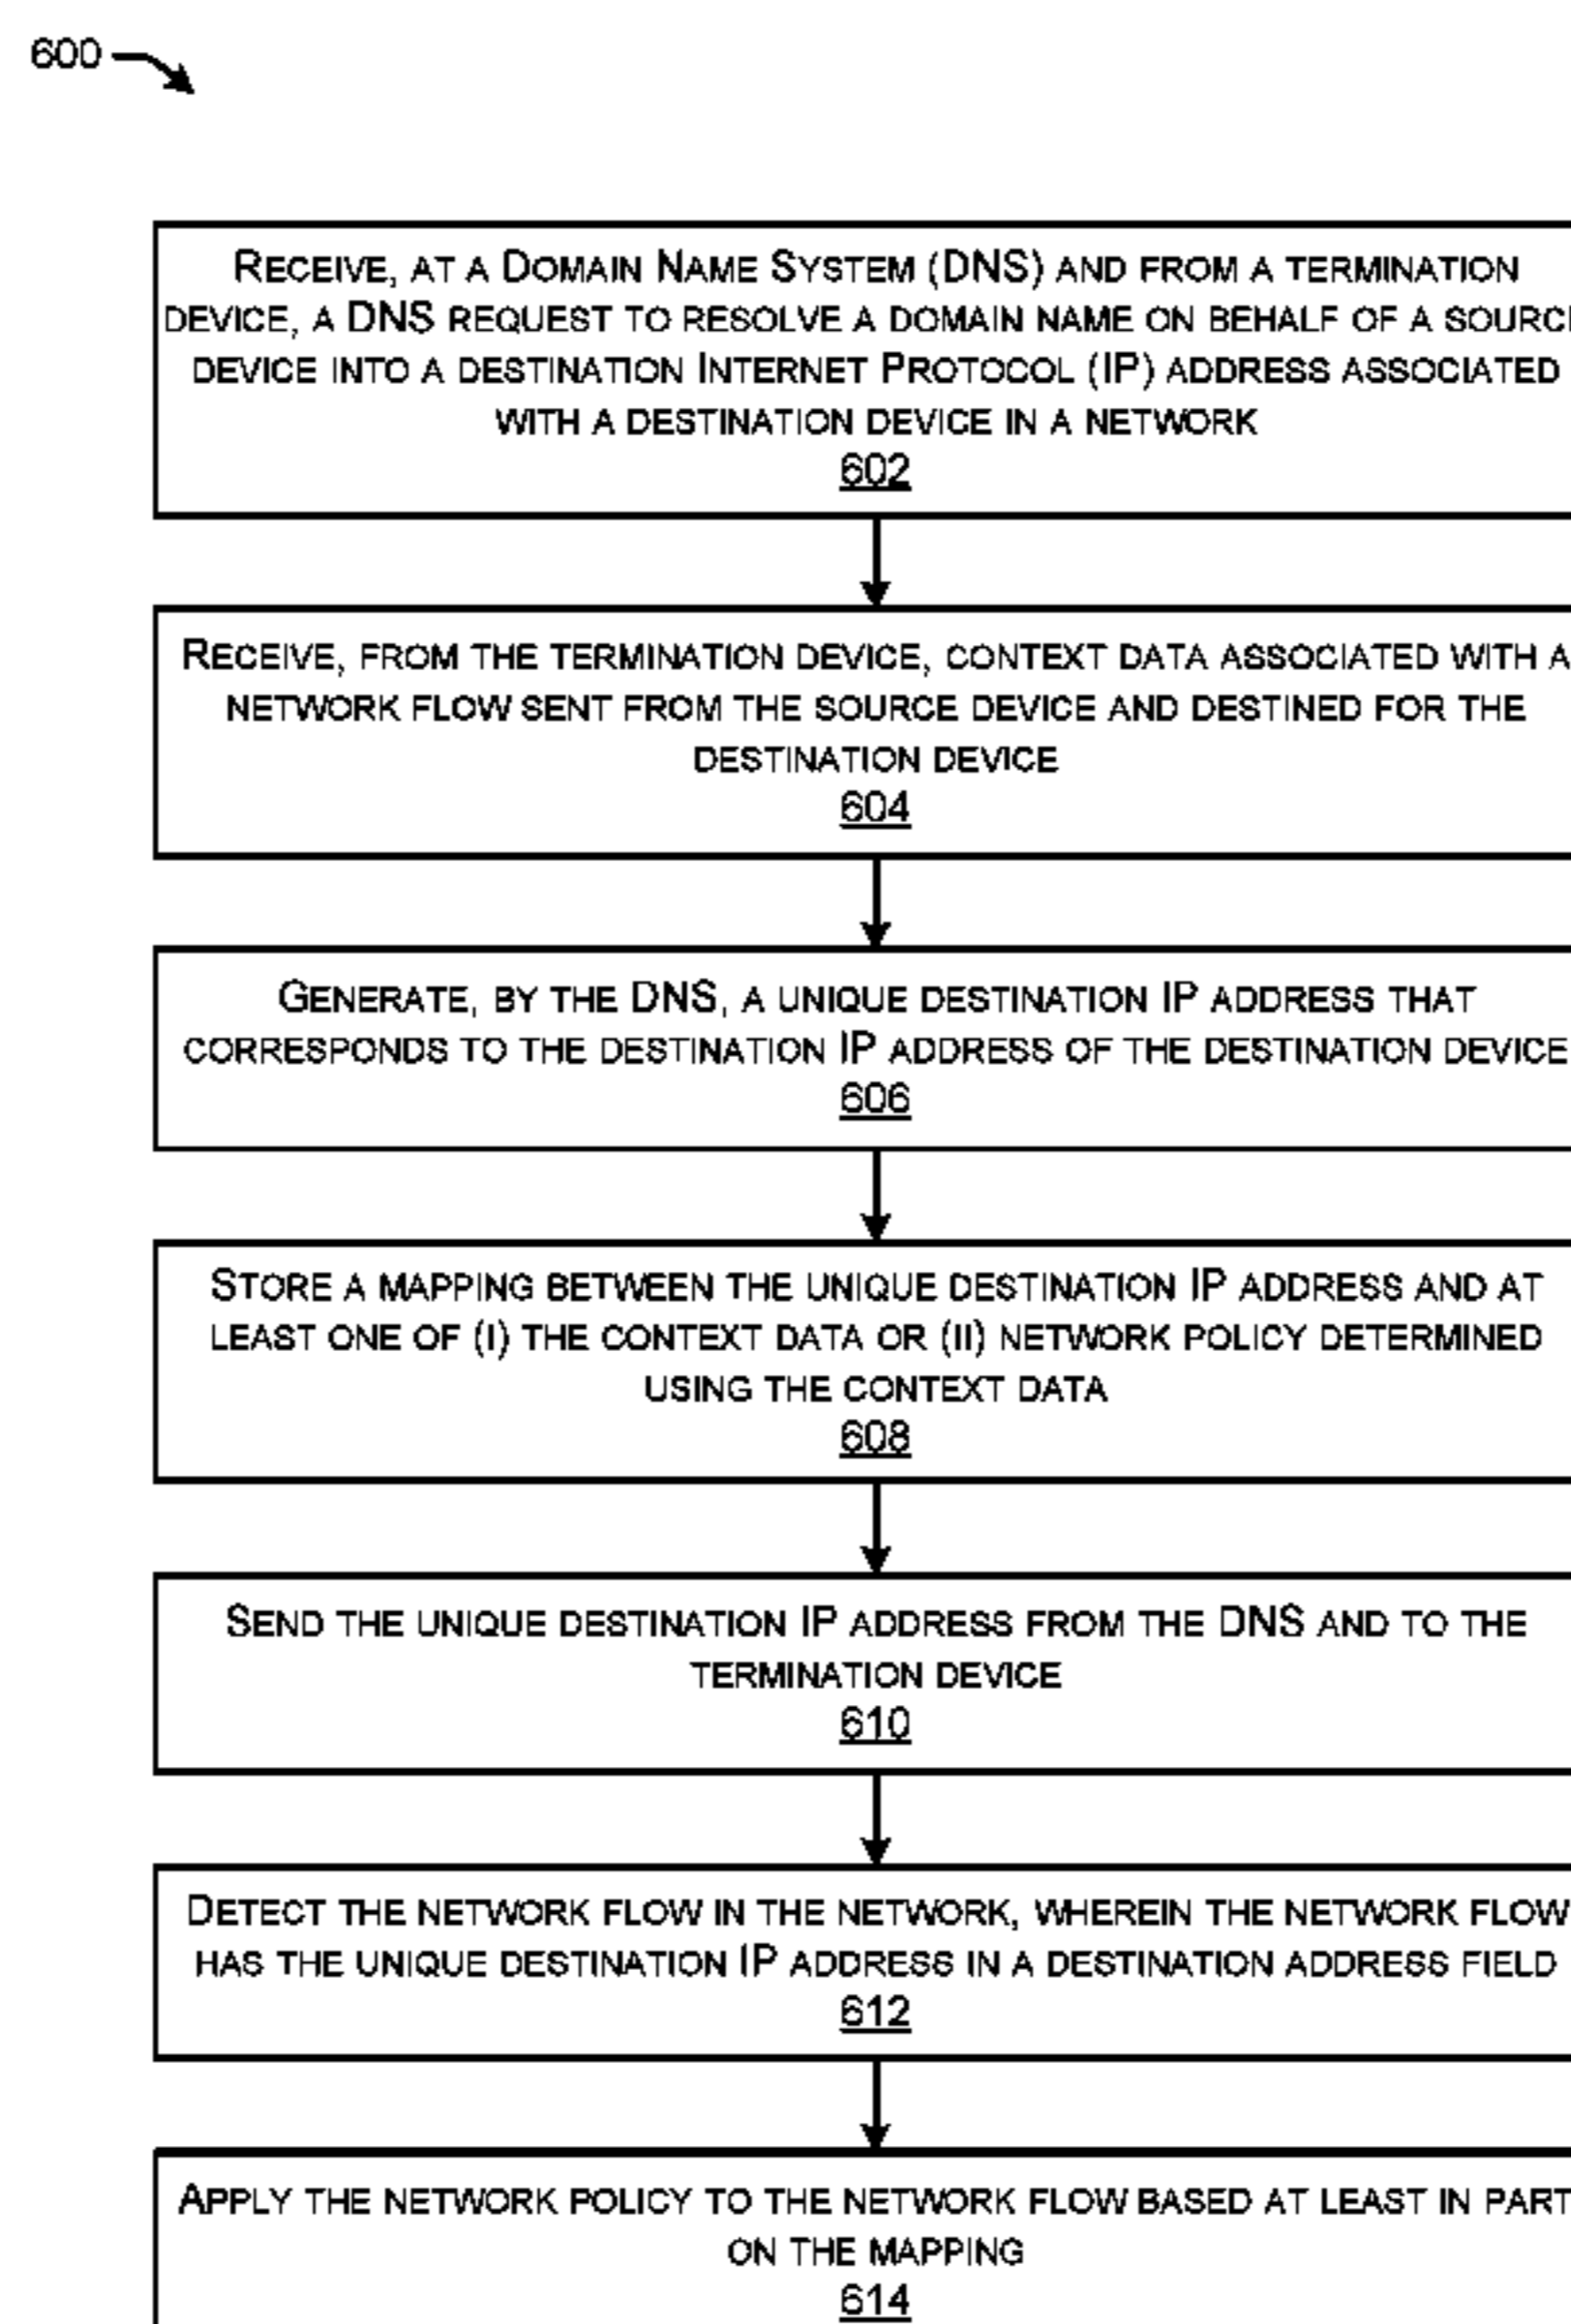 600
RECEIVE, AT A DOMAIN NAME SYSTEM (DNS) AND FROM A TERMINATION
DEVICE, A DNS REQUEST TO RESOLVE A DOMAIN NAME ON BEHALF OF A SOURCE
DEVICE INTO A DESTINATION INTERNET PROTOCOL (IP) ADDRESS ASSOCIATED
WITH A DESTINATION DEVICE IN A NETWORK
602
RECEIVE, FROM THE TERMINATION DEVICE, CONTEXT DATA ASSOCIATED WITH A
NETWORK FLOW SENT FROM THE SOURCE DEVICE AND DESTINED FOR THE
DESTINATION DEVICE
604
GENERATE, BY THE DNS, A UNIQUE DESTINATION IP ADDRESS THAT
CORRESPONDS TO THE DESTINATION IP ADDRESS OF THE DESTINATION DEVICE
606
STORE A MAPPING BETWEEN THE UNIQUE DESTINATION IP ADDRESS AND AT
LEAST ONE OF (I) THE CONTEXT DATA OR (II) NETWORK POLICY DETERMINED
USING THE CONTEXT DATA
608
SEND THE UNIQUE DESTINATION IP ADDRESS FROM THE DNS AND TO THE
TERMINATION DEVICE
610
DETECT THE NETWORK FLOW IN THE NETWORK, WHEREIN THE NETWORK FLOW
HAS THE UNIQUE DESTINATION IP ADDRESS IN A DESTINATION ADDRESS FIELD
612
APPLY THE NETWORK POLICY TO THE NETWORK FLOW BASED AT LEAST IN PART
ON THE MAPPING
614